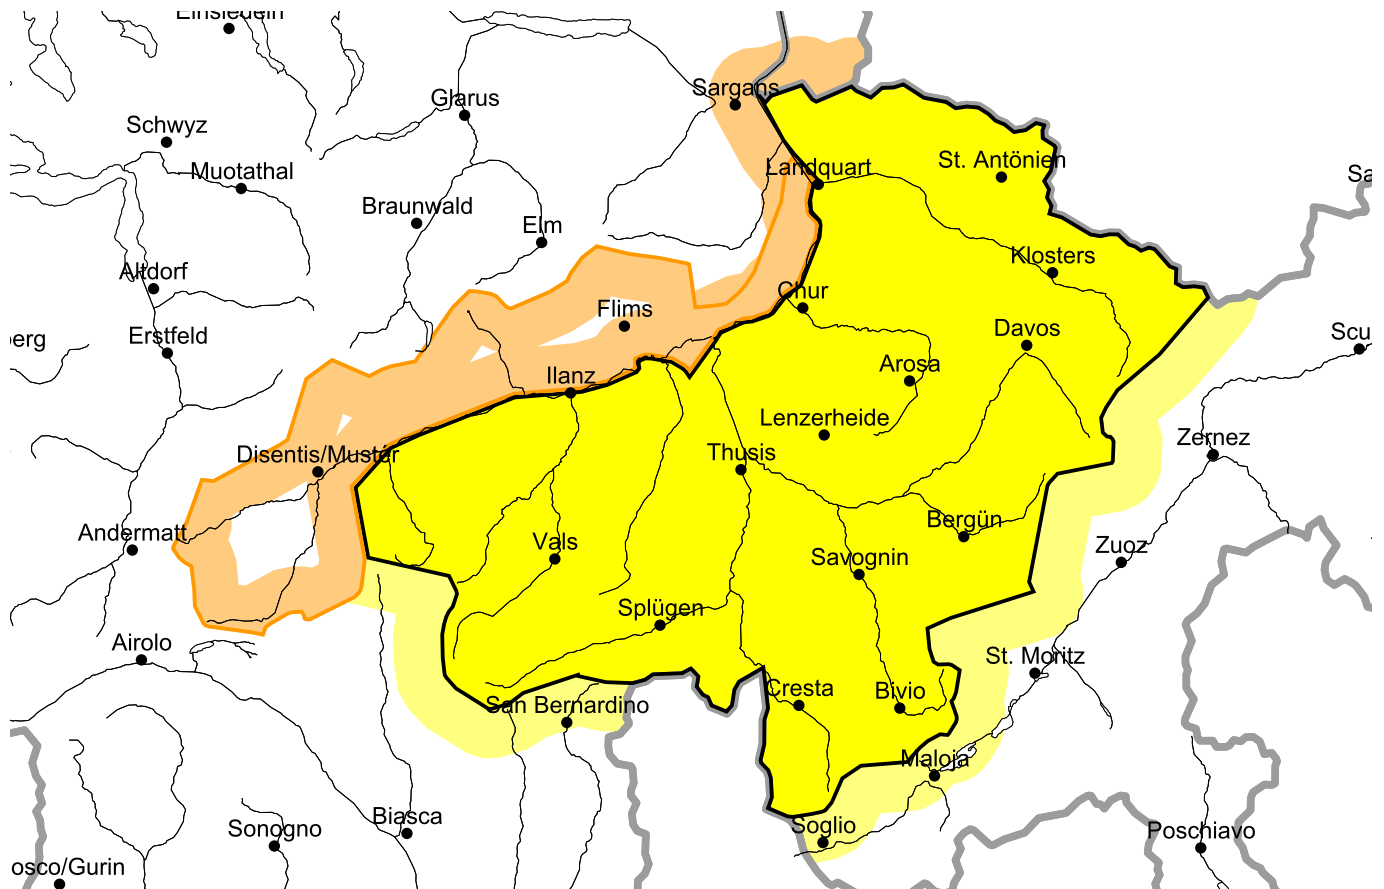 Sargans
Glarus
Schwyz
St. Antönien
Muotathal
Landquart
Braunwald
Elm
Klosters
Altdorf
Chur
Flims
Davos
Erstfeld
Arosa
Ilanz
Lenzerheide
Zernez
Thusis
Disentis/Mustér
Bergün
Andermatt
Vals
Zuoz
Savognin
Splügen
Airolo
St. Moritz
Cresta
Bivio
San Bernardino
Maloja
Biasca
Soglio
Sonogno
Poschiavo